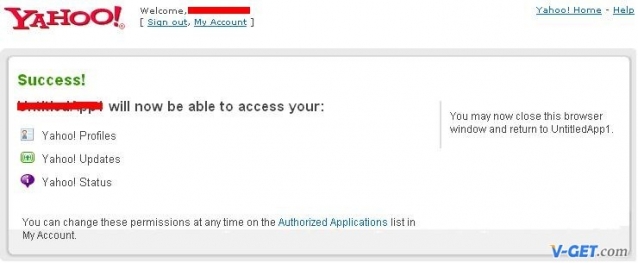 YAHOO!
Welcome,
[ Sign out, My Account ]
Yahoo! Home - Help
Success!
UntitledApp1 will now be able to access your:
Yahoo! Profiles
Yahoo! Updates
Yahoo! Status
You may now close this browser
window and return to UntitledApp1.
You can change these permissions at any time on the Authorized Applications list in
My Account.
V-GET.com